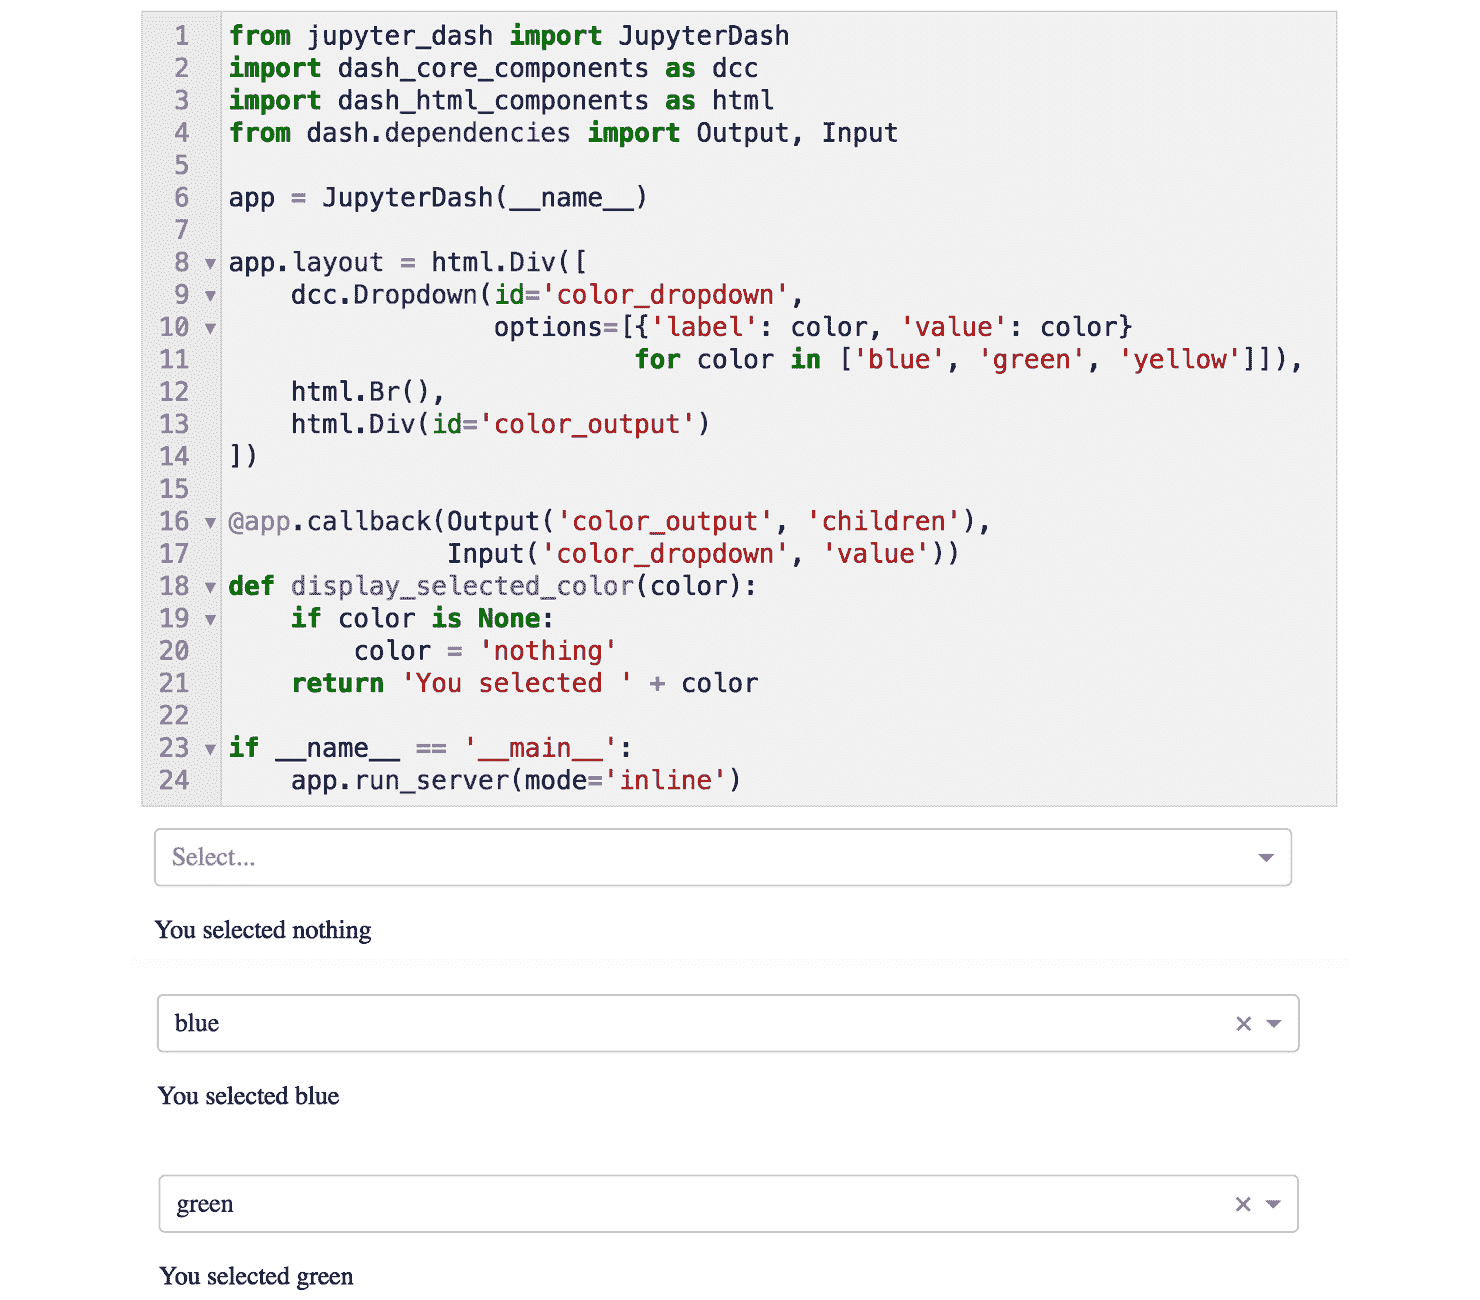 1 from jupyter_dash import JupyterDash
2 import dash_core_components as dcc
3 import dash_html_components as html
4 from dash.dependencies import Output, Input
5
6 app = JupyterDash(__name__)
7
8 app.layout = html.Div([
9     dcc.Dropdown(id='color_dropdown',
10                  options=[{'label': color, 'value': color}
11                           for color in ['blue', 'green', 'yellow']]),
12     html.Br(),
13     html.Div(id='color_output')
14 ])
15
16 @app.callback(Output('color_output', 'children'),
17               Input('color_dropdown', 'value'))
18 def display_selected_color(color):
19     if color is None:
20         color = 'nothing'
21     return 'You selected ' + color
22
23 if __name__ == '__main__':
24     app.run_server(mode='inline')
Select...
You selected nothing
blue
You selected blue
green
You selected green